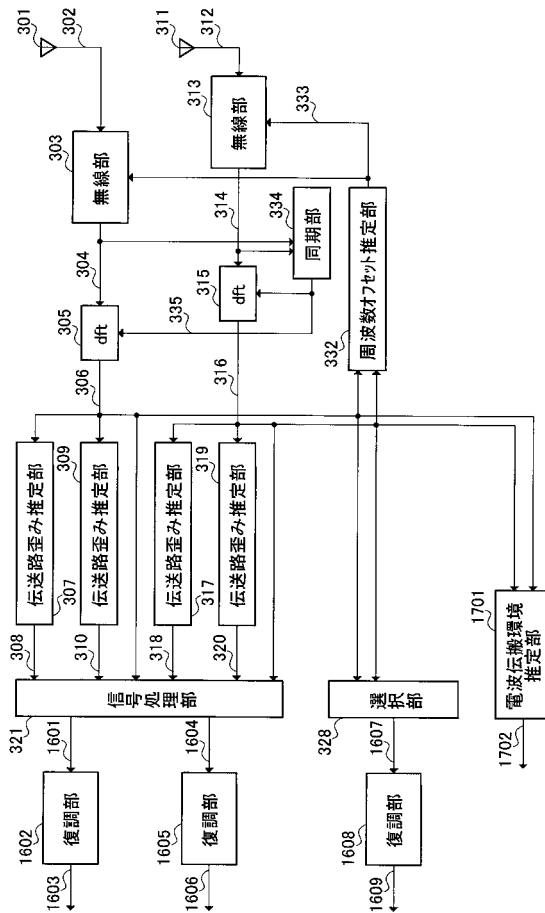 301
302
無線部
303
304
dft
305
306
311
312
無線部
313
314
dft
315
316
333
同期部
334
335
周波数オフセット推定部
332
伝送路歪み推定部
307
308
伝送路歪み推定部
309
310
伝送路歪み推定部
317
318
伝送路歪み推定部
319
320
信号処理部
321
選択部
328
電波伝搬環境
推定部
1701
1702
1601
復調部
1602
1603
1604
復調部
1605
1606
1607
復調部
1608
1609